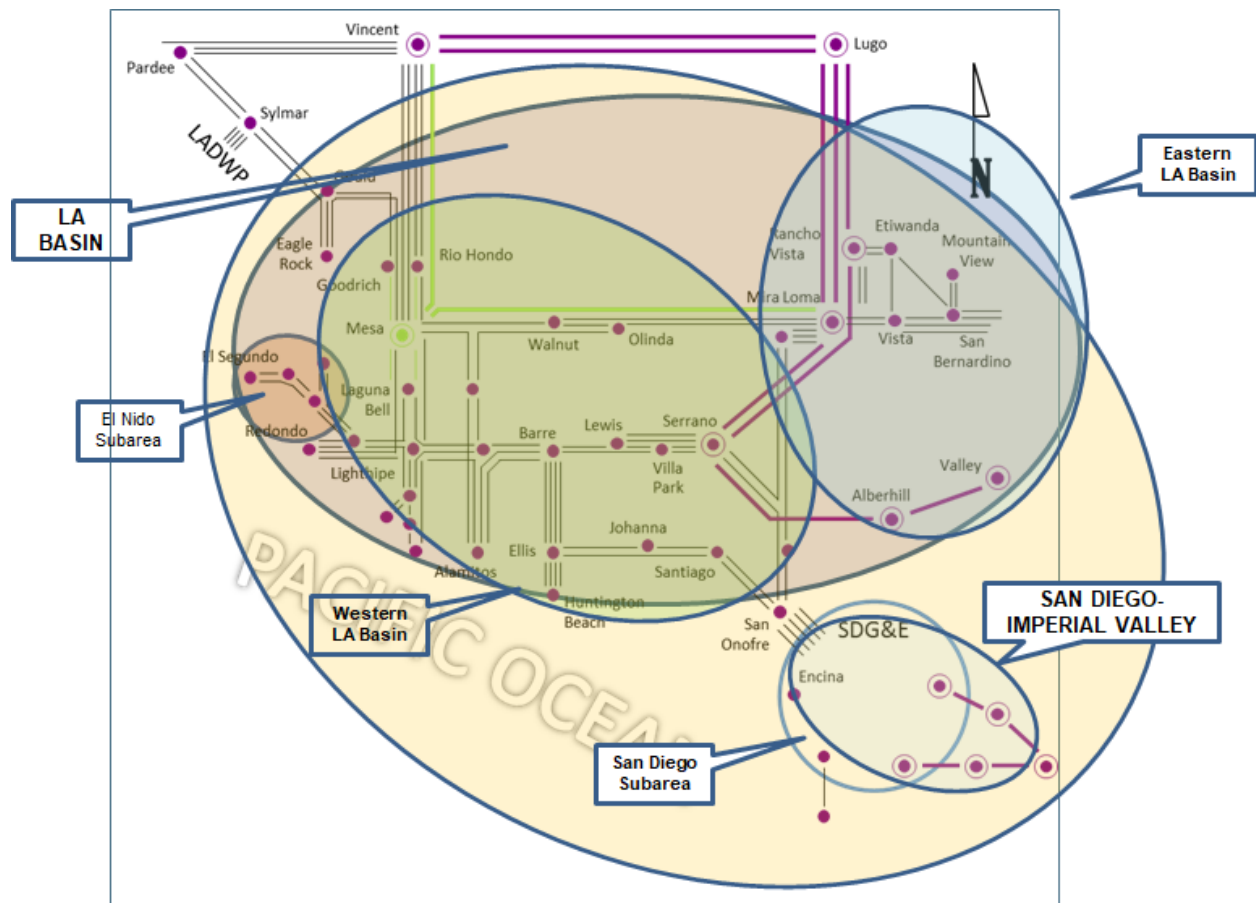 Vincent
Lugo
Pardee
Sylmar
LADWP
N
Eastern
LA Basin
Gould
LA
BASIN
Eagle
Rock
Goodrich
Rio Hondo
Rancho
Vista
Etiwanda
Mountain
View
Mira Loma
Mesa
Walnut
Olinda
Vista
San
Bernardino
El Segundo
El Nido
Subarea
Laguna
Bell
Redondo
Lighthipe
Barre
Lewis
Serrano
Villa
Park
Valley
Alberhill
Johanna
Ellis
Santiago
Alamitos
Huntington
Beach
PACIFIC OCEAN
Western
LA Basin
San
Onofre
SDG&E
SAN DIEGO-
IMPERIAL VALLEY
Encina
San Diego
Subarea